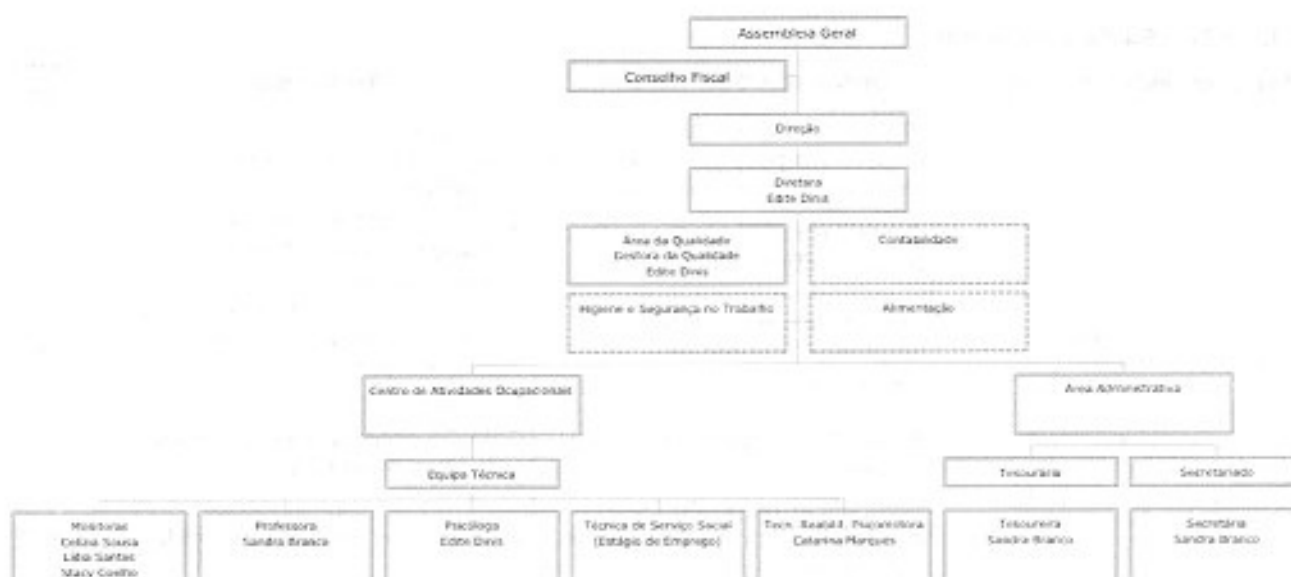 Assembleia Geral
Conselho Fiscal
Direção
Diretora
Edite Dinis
Área da Qualidade
Gestora da Qualidade
Edite Dinis
Contabilidade
Higiene e Segurança no Trabalho
Alimentação
Centro de Atividades Ocupacionais
Área Administrativa
Equipa Técnica
Tesouraria
Secretariado
Monitoras
Celina Sousa
Lídia Santos
Stacy Coelho
Professora
Sandra Branco
Psicóloga
Edite Dinis
Técnica de Serviço Social
(Estágio de Emprego)
Tecn. Reabilit. Psicomotora
Catarina Marques
Tesoureira
Sandra Branco
Secretária
Sandra Branco